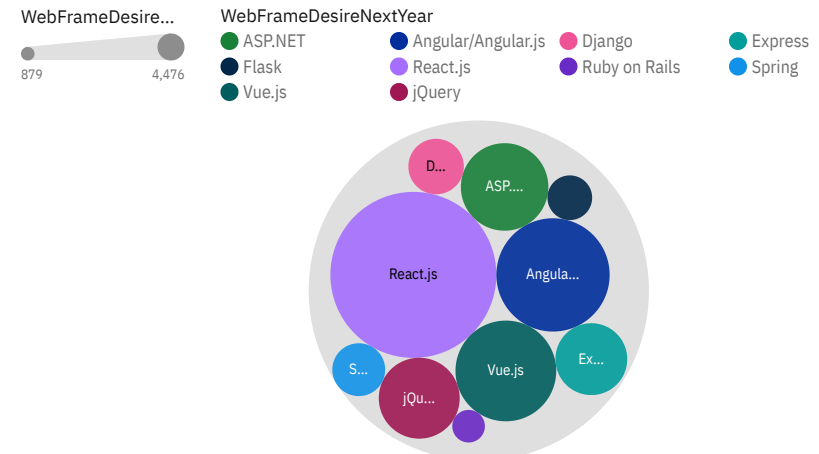 WebFrameDesire...
879 4,476
WebFrameDesireNextYear
ASP.NET Angular/Angular.js Django Express
Flask React.js Ruby on Rails Spring
Vue.js jQuery
D...
ASP....
React.js
Angula...
S...
jQu...
Vue.js
Ex...